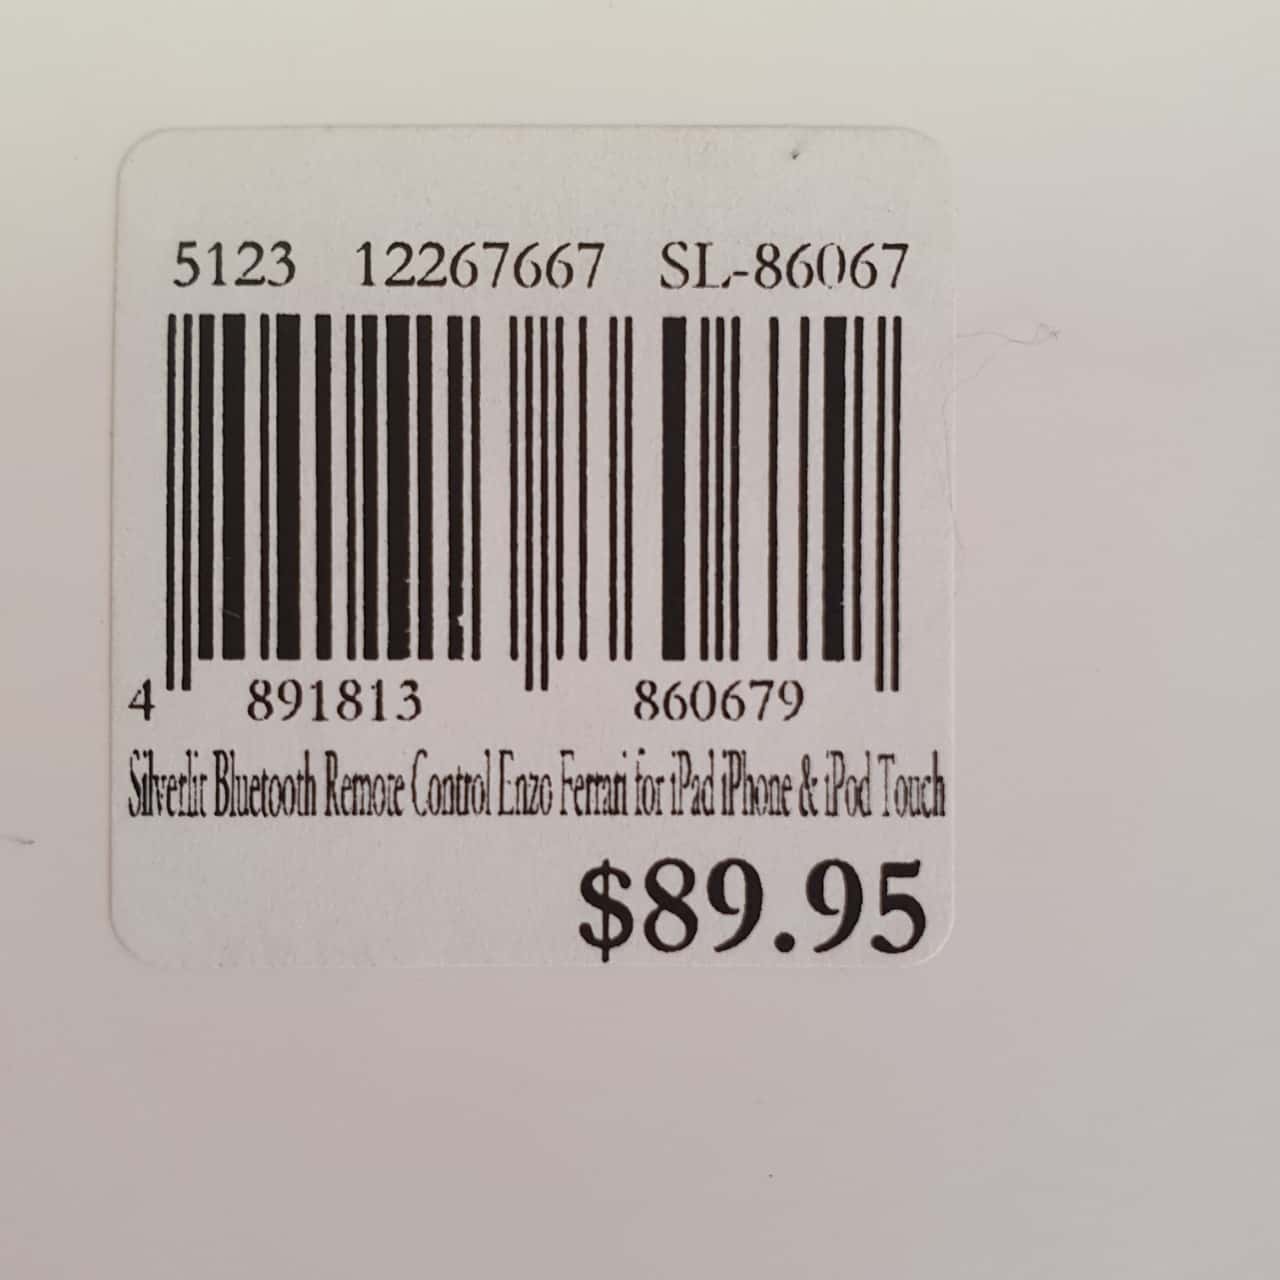 5123 12267667 SL-86067
4 891813 860679
Silverlit Bluetooth Remote Control Enzo Ferrari for iPad iPhone & iPod Touch
$89.95